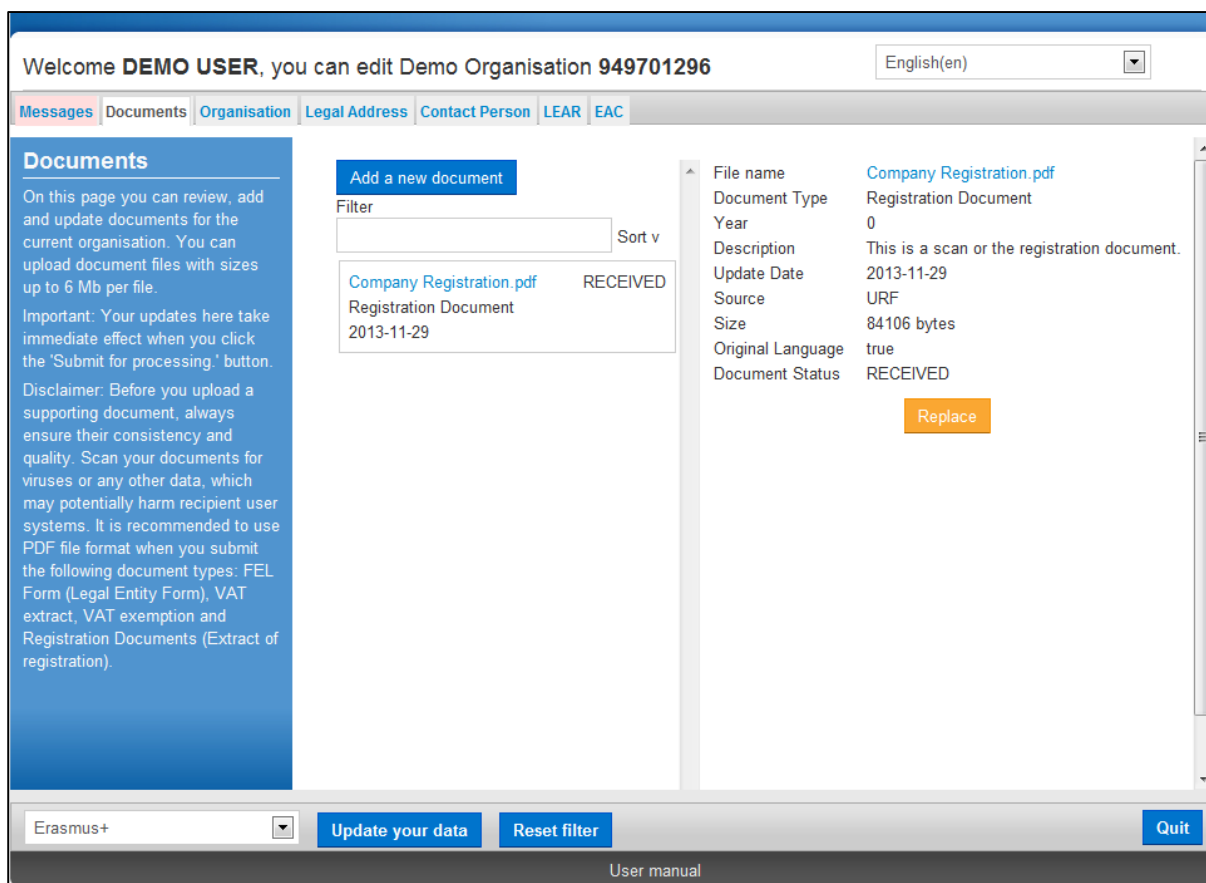 Welcome DEMO USER, you can edit Demo Organisation 949701296
English(en)
Messages Documents Organisation Legal Address Contact Person LEAR EAC
Documents
On this page you can review, add
and update documents for the
current organisation. You can
upload document files with sizes
up to 6 Mb per file.
Important: Your updates here take
immediate effect when you click
the 'Submit for processing.' button.
Disclaimer: Before you upload a
supporting document, always
ensure their consistency and
quality. Scan your documents for
viruses or any other data, which
may potentially harm recipient user
systems. It is recommended to use
PDF file format when you submit
the following document types: FEL
Form (Legal Entity Form), VAT
extract, VAT exemption and
Registration Documents (Extract of
registration).
Add a new document
Filter
Sort v
Company Registration.pdf RECEIVED
Registration Document
2013-11-29
File name Company Registration.pdf
Document Type Registration Document
Year 0
Description This is a scan or the registration document.
Update Date 2013-11-29
Source URF
Size 84106 bytes
Original Language true
Document Status RECEIVED
Replace
Erasmus+
Update your data
Reset filter
Quit
User manual